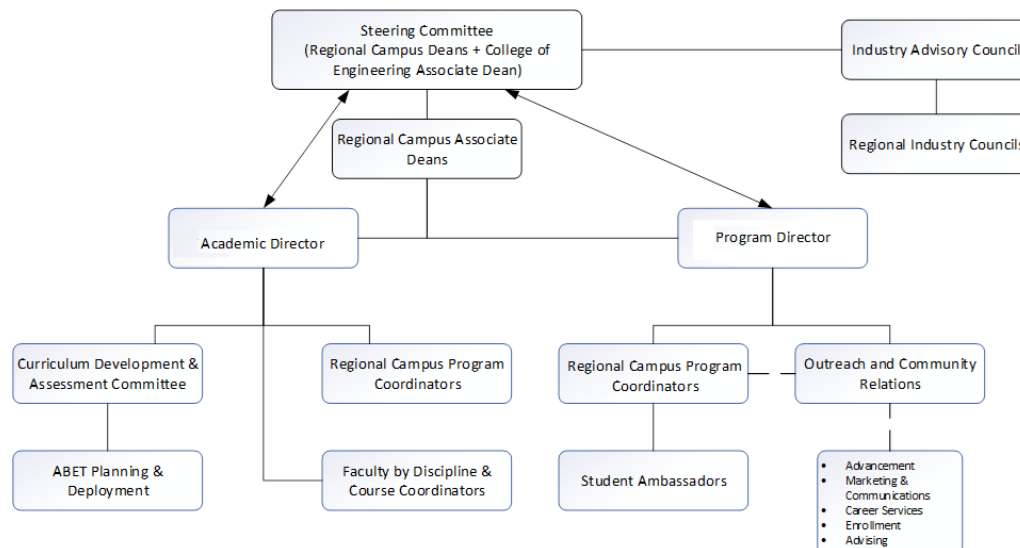 Steering Committee
(Regional Campus Deans + College of
Engineering Associate Dean)
Industry Advisory Council
Regional Campus Associate
Deans
Regional Industry Councils
Academic Director
Program Director
Curriculum Development &
Assessment Committee
Regional Campus Program
Coordinators
Regional Campus Program
Coordinators
Outreach and Community
Relations
ABET Planning &
Deployment
Faculty by Discipline &
Course Coordinators
Student Ambassadors
• Advancement
• Marketing &
Communications
• Career Services
• Enrollment
• Advising